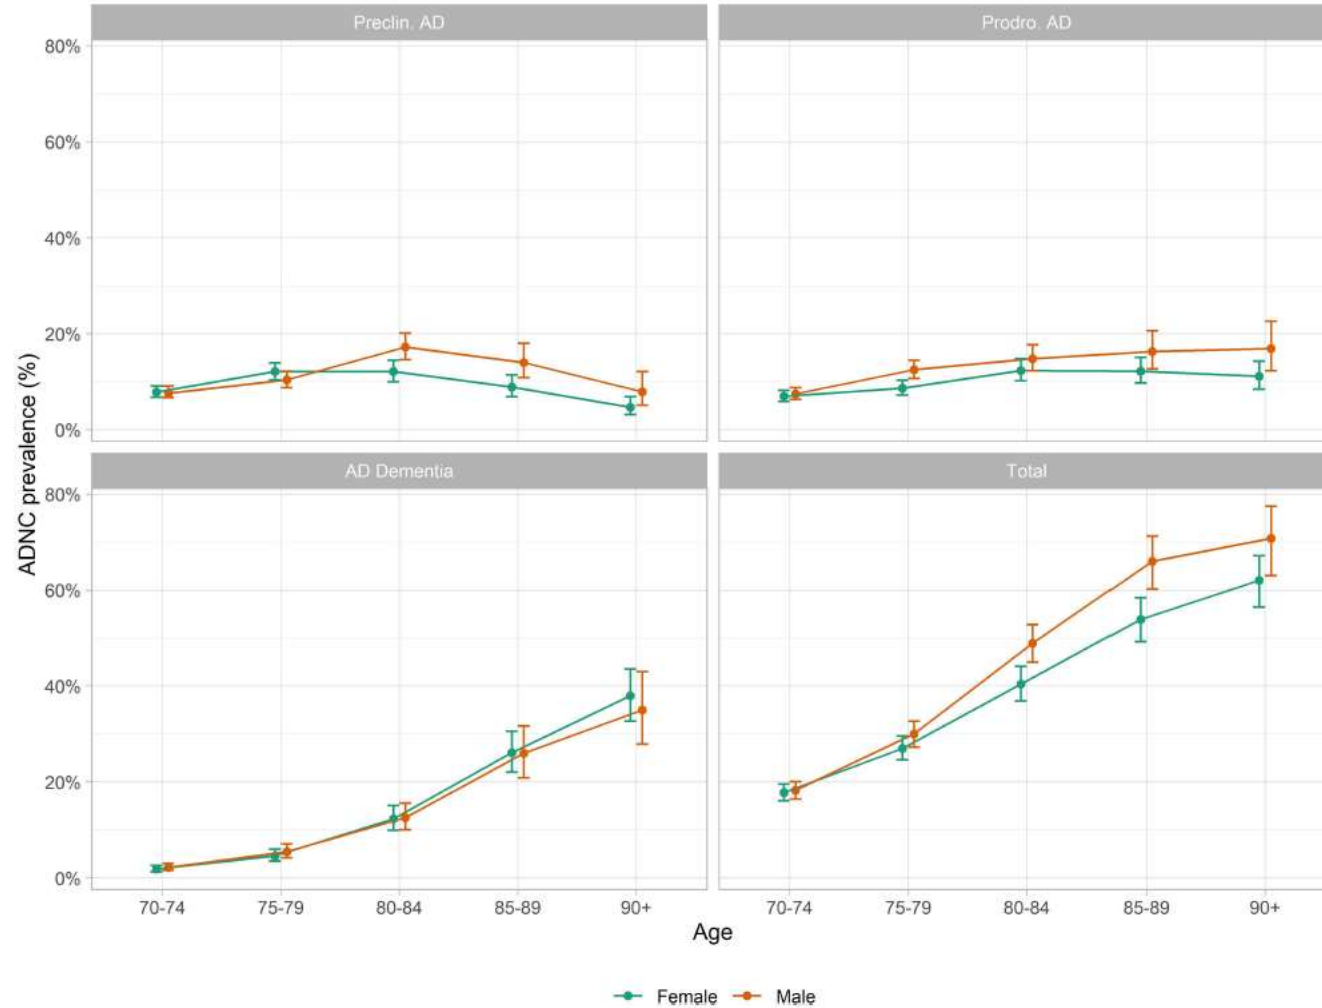 Preclin. AD
Prodro. AD
80%
60%
40%
20%
0%
AD Dementia
Total
80%
60%
40%
20%
0%
ADNC prevalence (%)
70-74 75-79 80-84 85-89 90+
70-74 75-79 80-84 85-89 90+
Age
Female Male